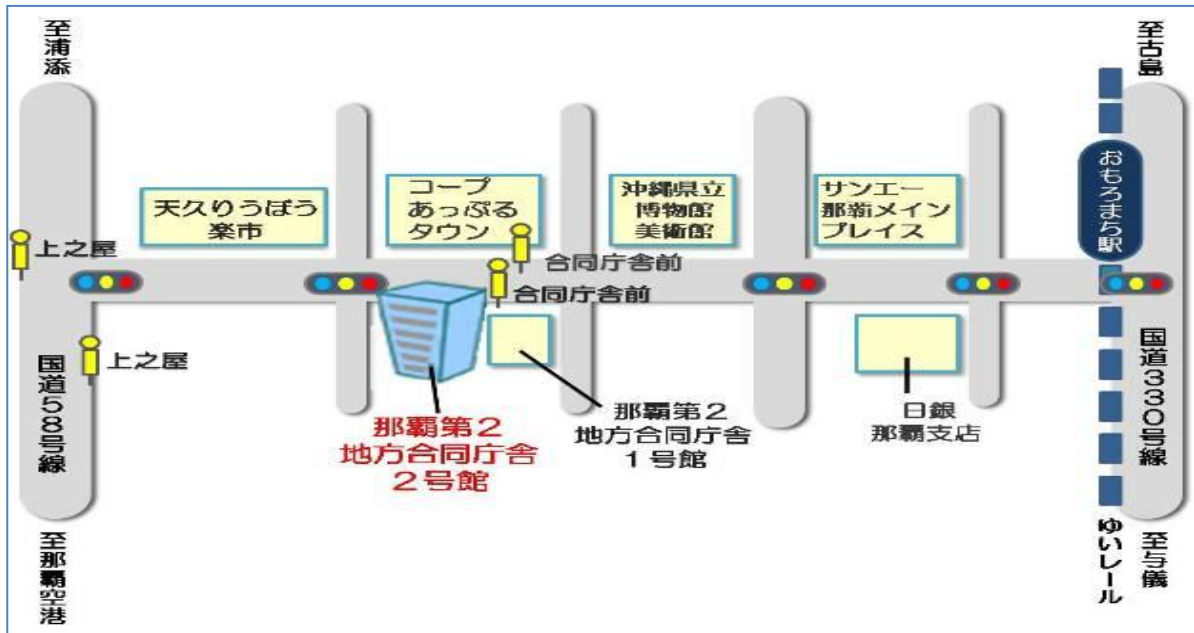 至浦添
至古島
おもろまち駅
天久りうぼう
楽市
コープ
あっぷる
タウン
沖縄県立
博物館
美術館
サンエー
那覇メイン
プレイス
上之屋
合同庁舎前
合同庁舎前
上之屋
国道58号線
国道330号線
那覇第2
地方合同庁舎
2号館
那覇第2
地方合同庁舎
1号館
日銀
那覇支店
至那覇空港
ゆいレール
至与儀